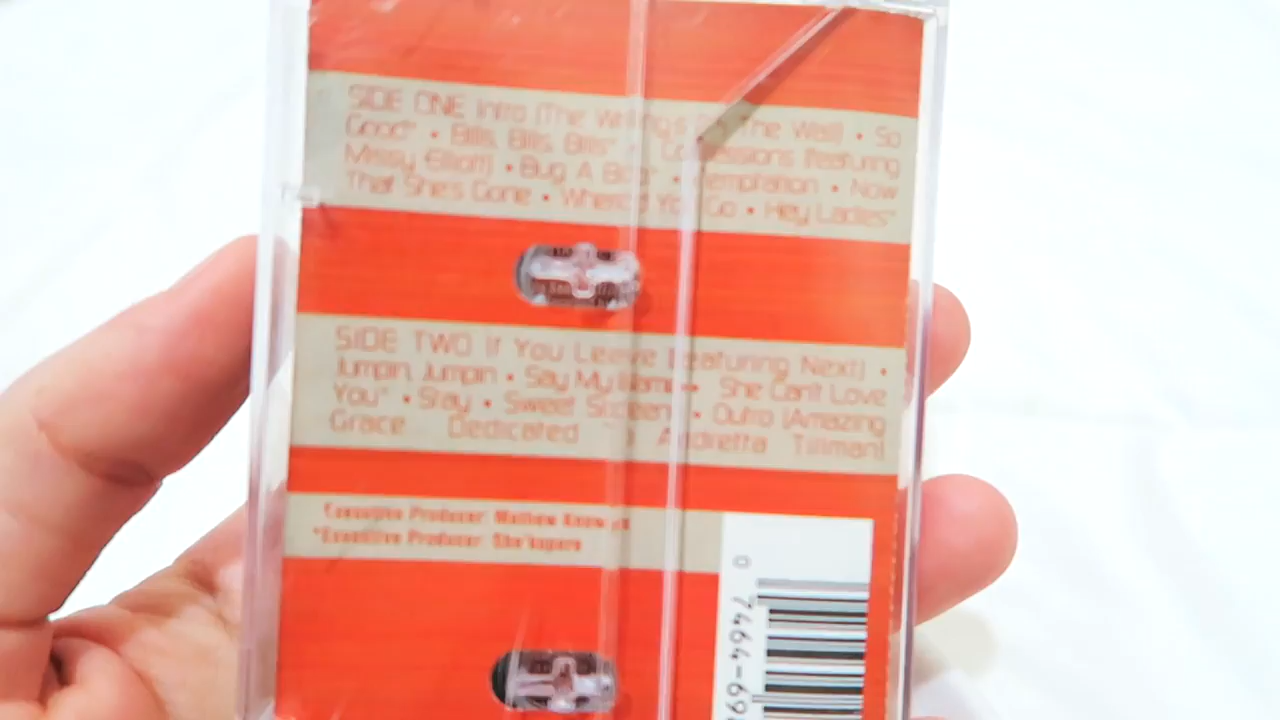 SIDE ONE Intro (The Writing's On The Wall) • So
Good* • Bills, Bills, Bills* • Confessions (featuring
Missy Elliott) • Bug A Boo* • Temptation • Now
That She's Gone • Where'd You Go • Hey Ladies*
SIDE TWO If You Leave (featuring Next) •
Jumpin, Jumpin • Say My Name • She Can't Love
You* • Stay • Sweet Sixteen • Outro (Amazing
Grace Dedicated To Andretta Tillman)
Executive Producer: Mathew Knowles
*Executive Producer: She'kspere
0 7464-69